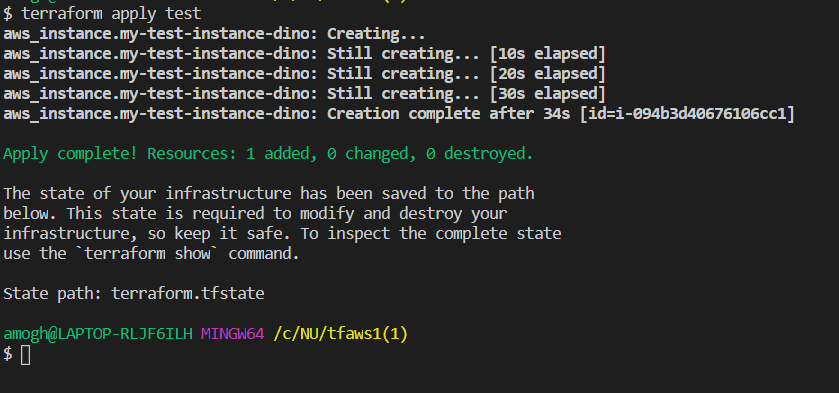 $ terraform apply test
aws_instance.my-test-instance-dino: Creating...
aws_instance.my-test-instance-dino: Still creating... [10s elapsed]
aws_instance.my-test-instance-dino: Still creating... [20s elapsed]
aws_instance.my-test-instance-dino: Still creating... [30s elapsed]
aws_instance.my-test-instance-dino: Creation complete after 34s [id=i-094b3d40676106cc1]
Apply complete! Resources: 1 added, 0 changed, 0 destroyed.
The state of your infrastructure has been saved to the path
below. This state is required to modify and destroy your
infrastructure, so keep it safe. To inspect the complete state
use the `terraform show` command.
State path: terraform.tfstate
amogh@LAPTOP-RLJF6ILH MINGW64 /c/NU/tfaws1(1)
$